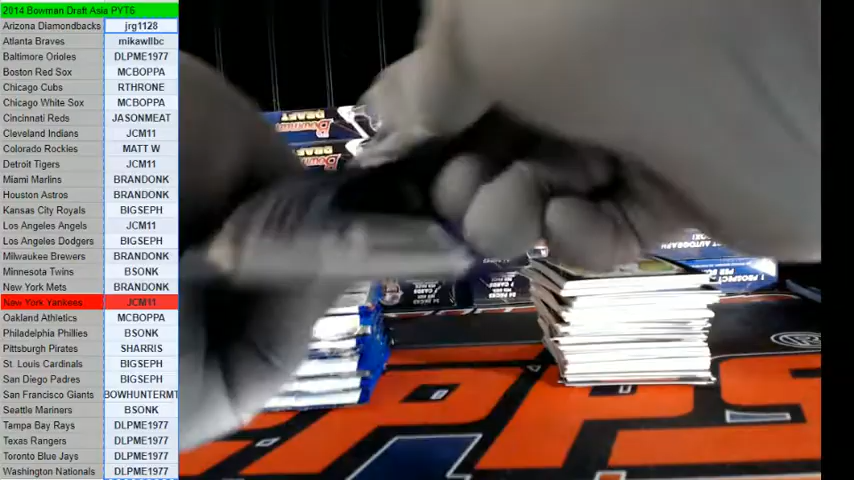 2014 Bowman Draft Asia PYT5
Arizona Diamondbacks jrg1128
Atlanta Braves mikawllbc
Baltimore Orioles DLPME1977
Boston Red Sox MCBOPPA
Chicago Cubs RTHRONE
Chicago White Sox MCBOPPA
Cincinnati Reds JASONMEAT
Cleveland Indians JCM11
Colorado Rockies MATT W
Detroit Tigers JCM11
Miami Marlins BRANDONK
Houston Astros BRANDONK
Kansas City Royals BIGSEPH
Los Angeles Angels JCM11
Los Angeles Dodgers BIGSEPH
Milwaukee Brewers BRANDONK
Minnesota Twins BSONK
New York Mets BRANDONK
New York Yankees JCM11
Oakland Athletics MCBOPPA
Philadelphia Phillies BSONK
Pittsburgh Pirates SHARRIS
St. Louis Cardinals BIGSEPH
San Diego Padres BIGSEPH
San Francisco Giants BOWHUNTERMT
Seattle Mariners BSONK
Tampa Bay Rays DLPME1977
Texas Rangers DLPME1977
Toronto Blue Jays DLPME1977
Washington Nationals DLPME1977
Bowman
DRAFT
Bowman
DRAFT
AUTOGRAPH